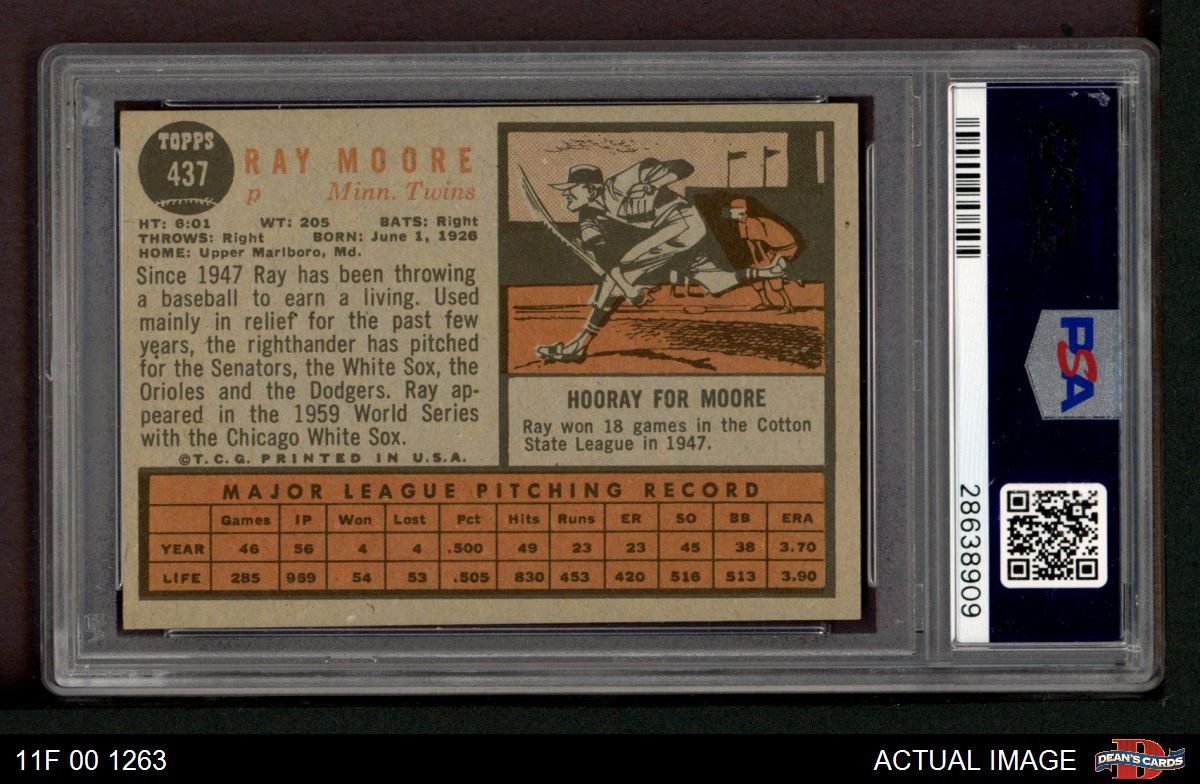 TOPPS
437
RAY MOORE
p Minn. Twins
HT: 6:01 WT: 205 BATS: Right
THROWS: Right BORN: June 1, 1926
HOME: Upper Marlboro, Md.
Since 1947 Ray has been throwing
a baseball to earn a living. Used
mainly in relief for the past few
years, the righthander has pitched
for the Senators, the White Sox, the
Orioles and the Dodgers. Ray ap-
peared in the 1959 World Series
with the Chicago White Sox.
©T.C.G. PRINTED IN U.S.A.
HOORAY FOR MOORE
Ray won 18 games in the Cotton
State League in 1947.
MAJOR LEAGUE PITCHING RECORD
Games IP Won Lost Pct Hits Runs ER SO BB ERA
YEAR 46 56 4 4 .500 49 23 23 45 38 3.70
LIFE 285 969 54 53 .505 830 453 420 516 513 3.90
PSA
28638909
11F 00 1263
ACTUAL IMAGE
D
DEAN'S CARDS